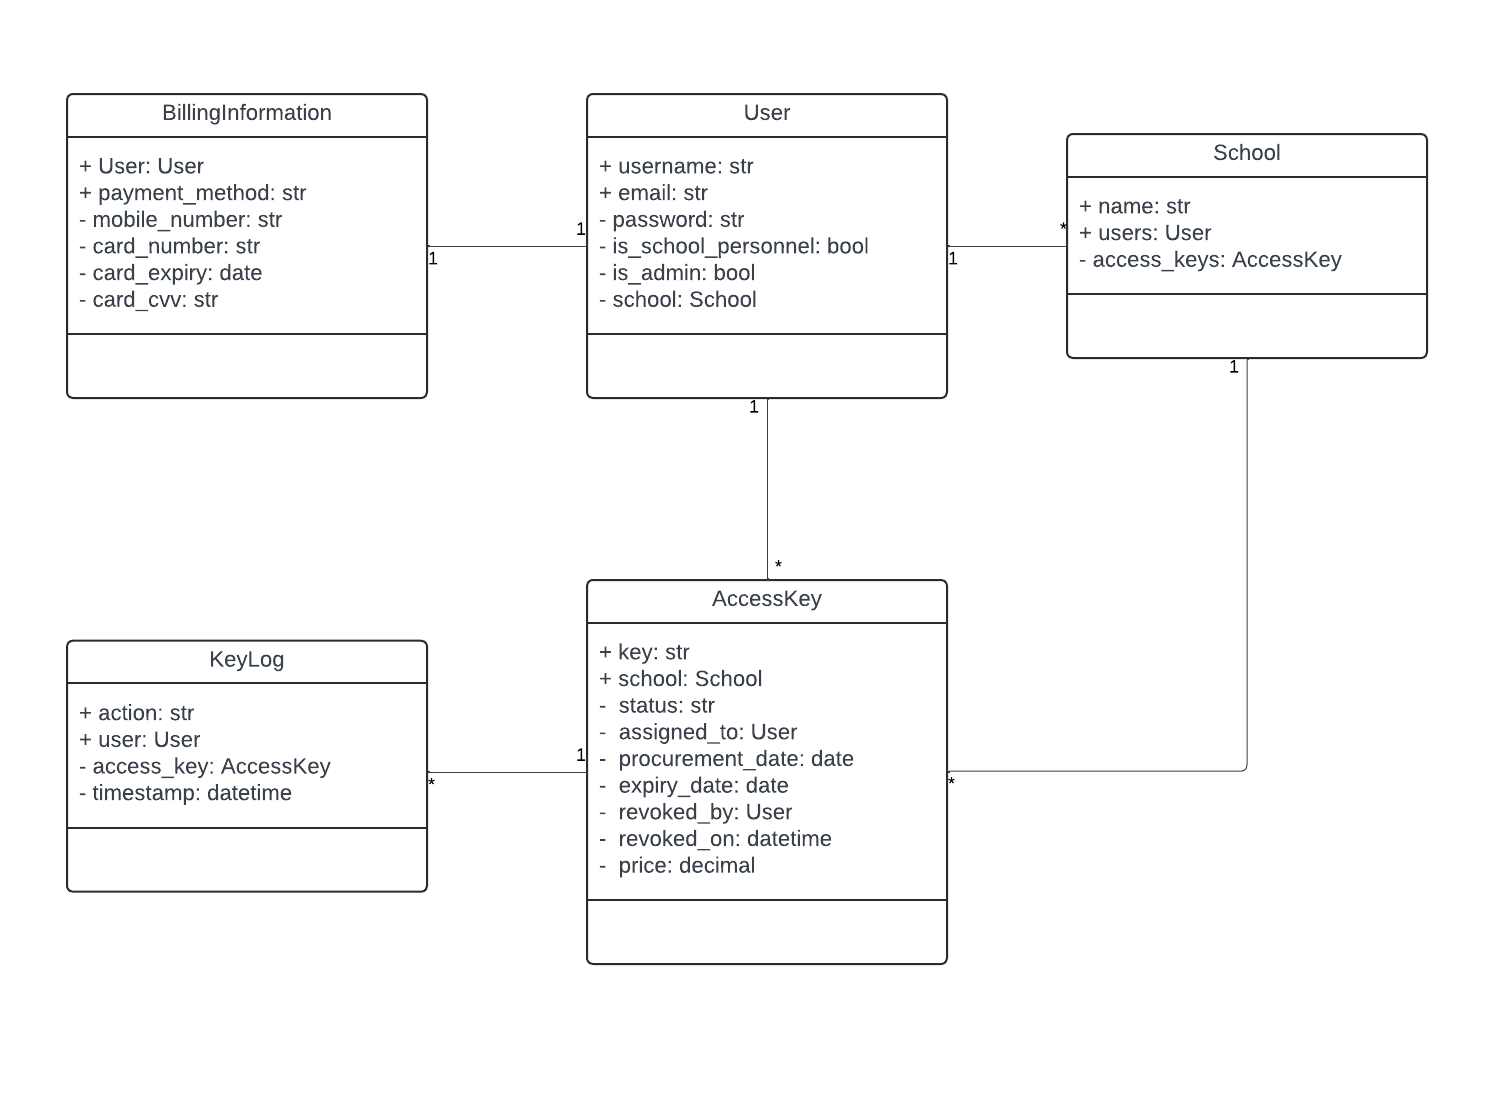 BillingInformation
+ User: User
+ payment_method: str
- mobile_number: str
- card_number: str
- card_expiry: date
- card_cvv: str
1
1
User
+ username: str
+ email: str
- password: str
- is_school_personnel: bool
- is_admin: bool
- school: School
1
*
School
+ name: str
+ users: User
- access_keys: AccessKey
1
1
*
KeyLog
+ action: str
+ user: User
- access_key: AccessKey
- timestamp: datetime
*
1
AccessKey
+ key: str
+ school: School
- status: str
- assigned_to: User
- procurement_date: date
- expiry_date: date
- revoked_by: User
- revoked_on: datetime
- price: decimal
*